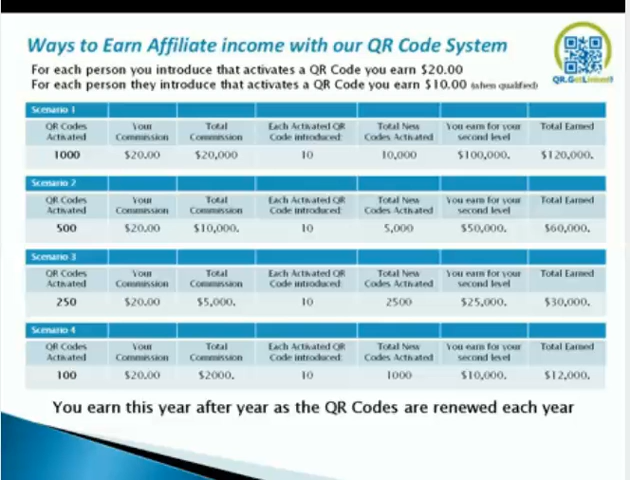 Ways to Earn Affiliate income with our QR Code System
For each person you introduce that activates a QR Code you earn $20.00
For each person they introduce that activates a QR Code you earn $10.00 (when qualified)
QR.GetLinked!
Scenario 1
QR Codes Activated Your Commission Total Commission Each Activated QR Code introduced: Total New Codes Activated You earn for your second level Total Earned
1000 $20.00 $20,000 10 10,000 $100,000. $120,000.
Scenario 2
QR Codes Activated Your Commission Total Commission Each Activated QR Code introduced: Total New Codes Activated You earn for your second level Total Earned
500 $20.00 $10,000. 10 5,000 $50,000. $60,000.
Scenario 3
QR Codes Activated Your Commission Total Commission Each Activated QR Code introduced: Total New Codes Activated You earn for your second level Total Earned
250 $20.00 $5,000. 10 2500 $25,000. $30,000.
Scenario 4
QR Codes Activated Your Commission Total Commission Each Activated QR Code introduced: Total New Codes Activated You earn for your second level Total Earned
100 $20.00 $2000. 10 1000 $10,000. $12,000.
You earn this year after year as the QR Codes are renewed each year